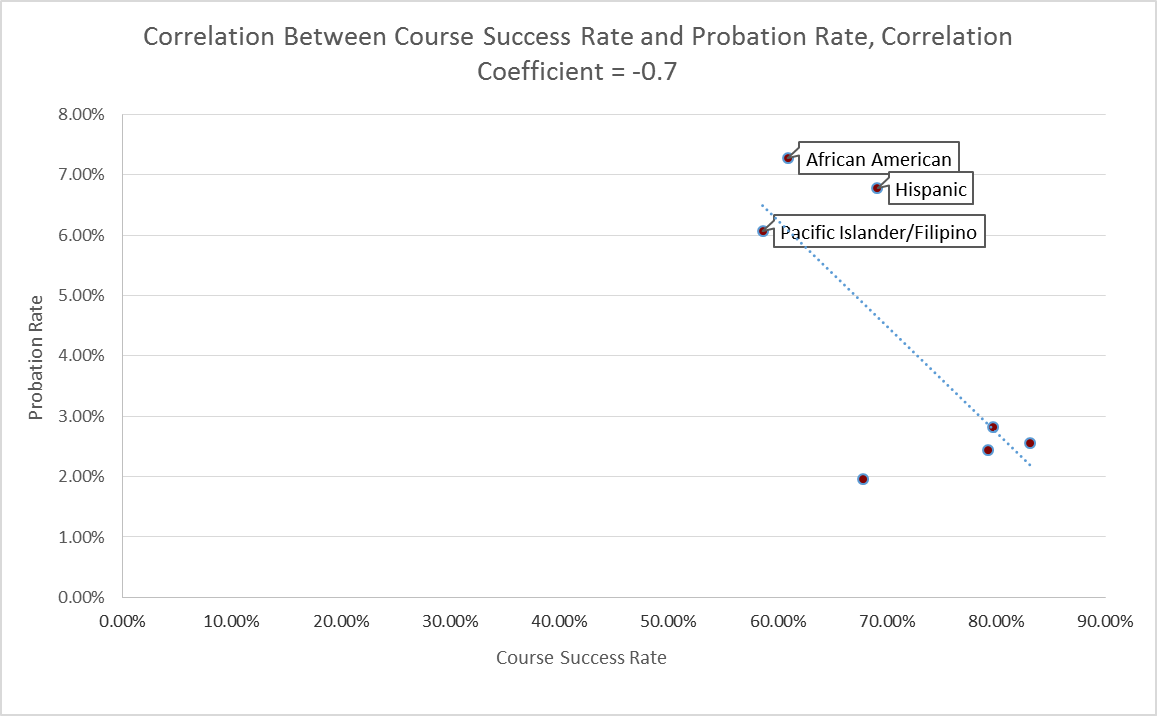 Correlation Between Course Success Rate and Probation Rate, Correlation
Coefficient = -0.7
8.00%
7.00%
6.00%
5.00%
4.00%
3.00%
2.00%
1.00%
0.00%
Probation Rate
African American
Hispanic
Pacific Islander/Filipino
0.00% 10.00% 20.00% 30.00% 40.00% 50.00% 60.00% 70.00% 80.00% 90.00%
Course Success Rate